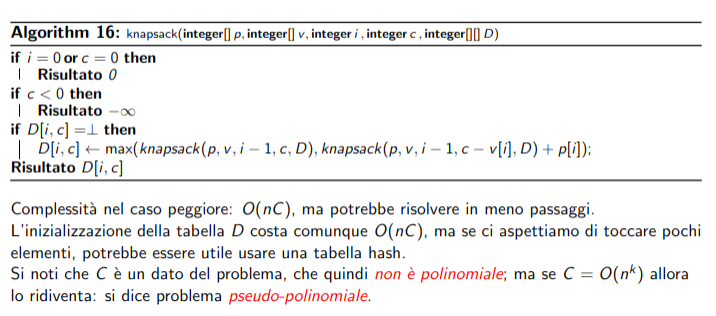 Algorithm 16: knapsack(integer[] p, integer[] v, integer i, integer c, integer[][] D)
if i = 0 or c = 0 then
Risultato 0
if c < 0 then
Risultato −∞
if D[i, c] =⊥ then
D[i, c] ← max(knapsack(p, v, i − 1, c, D), knapsack(p, v, i − 1, c − v[i], D) + p[i]);
Risultato D[i, c]
Complessità nel caso peggiore: O(nC), ma potrebbe risolvere in meno passaggi.
L'inizializzazione della tabella D costa comunque O(nC), ma se ci aspettiamo di toccare pochi
elementi, potrebbe essere utile usare una tabella hash.
Si noti che C è un dato del problema, che quindi non è polinomiale; ma se C = O(n^k) allora
lo ridiventa: si dice problema pseudo-polinomiale.